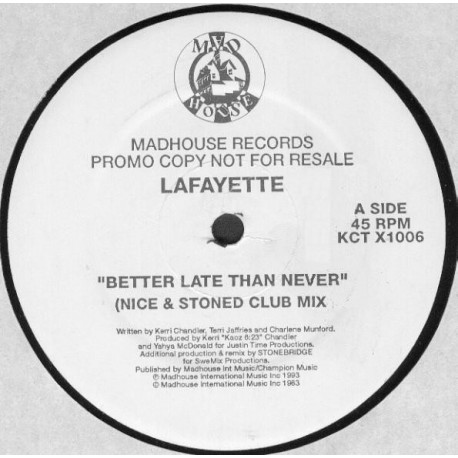 MAD
HOUSE
MADHOUSE RECORDS
PROMO COPY NOT FOR RESALE
LAFAYETTE
A SIDE
45 RPM
KCT X1006
"BETTER LATE THAN NEVER"
(NICE & STONED CLUB MIX
Written by Kerri Chandler, Terri Jaffries and Charlene Munford.
Produced by Kerri "Kaoz 6:23" Chandler
and Yahya McDonald for Justin Time Productions.
Additional production & remix by STONEBRIDGE
for SweMix Productions.
Published by Madhouse Int Music/Champion Music
℗ Madhouse International Music Inc 1993
© Madhouse International Music Inc 1983